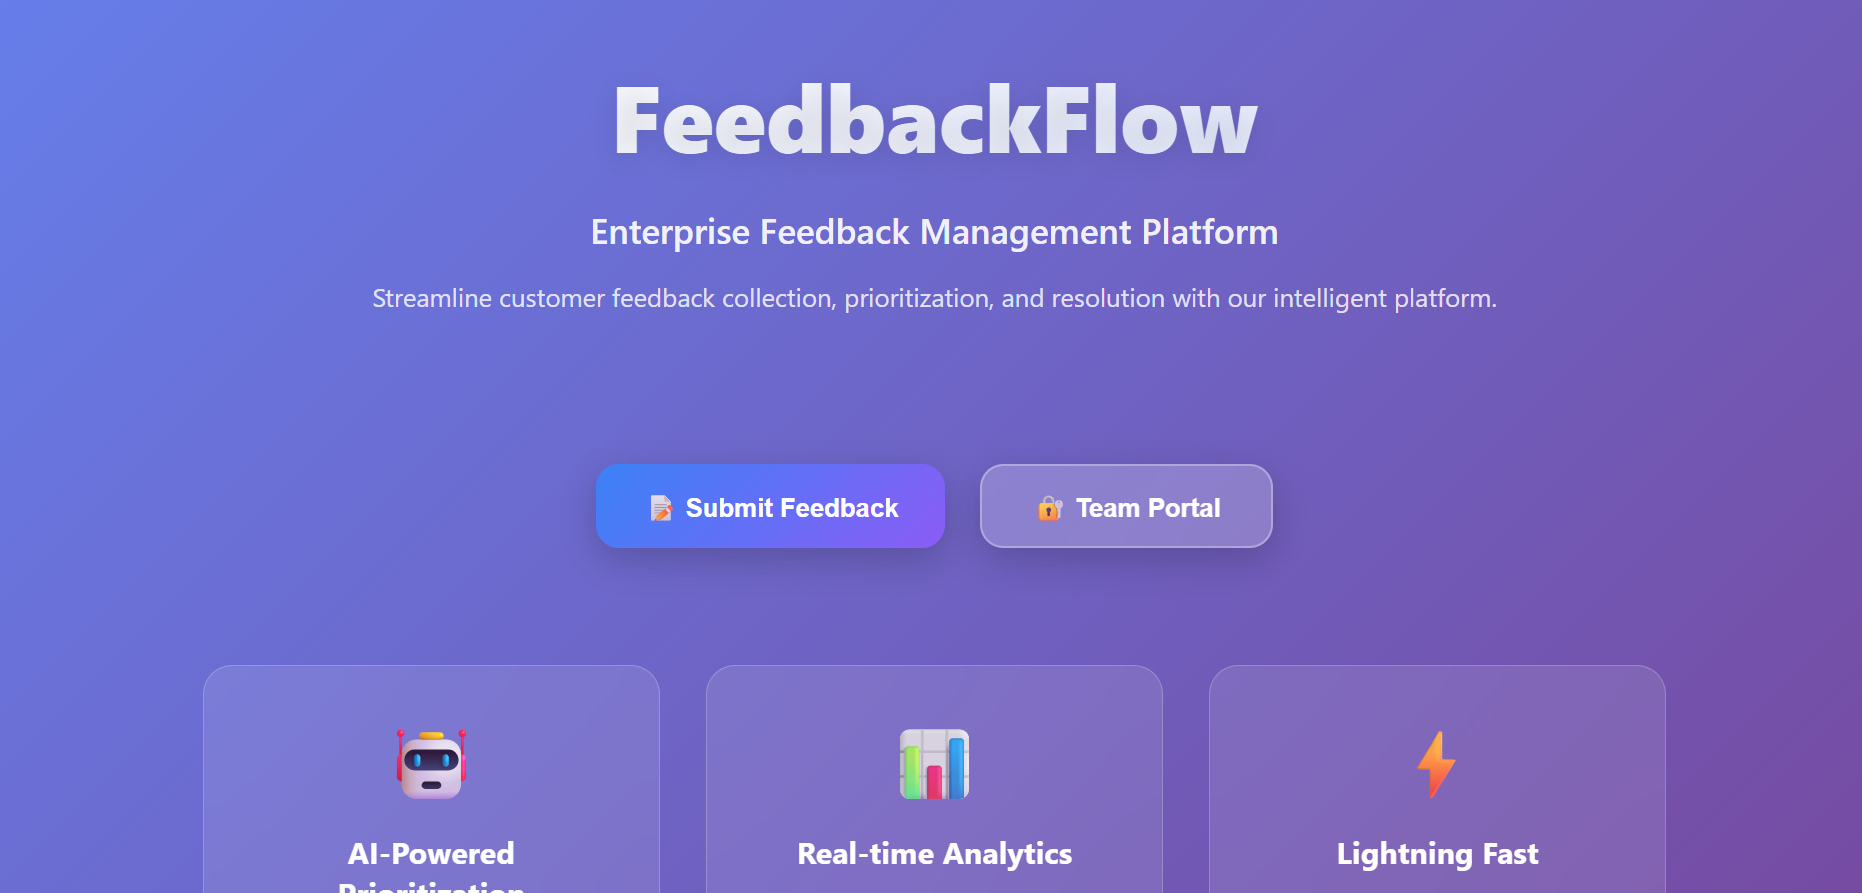 FeedbackFlow
Enterprise Feedback Management Platform
Streamline customer feedback collection, prioritization, and resolution with our intelligent platform.
Submit Feedback
Team Portal
AI-Powered
Prioritization
Real-time Analytics
Lightning Fast